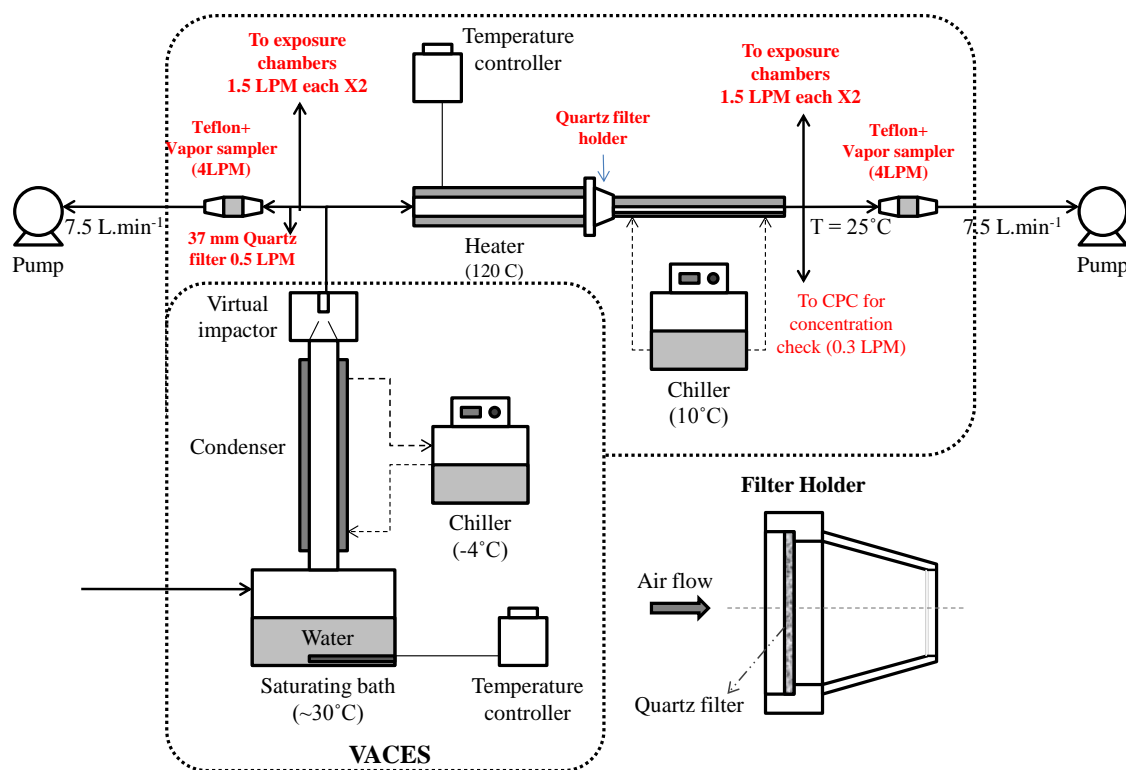 To exposure
chambers
1.5 LPM each X2
Temperature
controller
To exposure
chambers
1.5 LPM each X2
Teflon+
Vapor sampler
(4LPM)
Quartz filter
holder
Teflon+
Vapor sampler
(4LPM)
7.5 L.min-1
Pump
37 mm Quartz
filter 0.5 LPM
Heater
(120 C)
T = 25˚C
7.5 L.min-1
Pump
Virtual
impactor
To CPC for
concentration
check (0.3 LPM)
Chiller
(10˚C)
Condenser
Chiller
(-4˚C)
Filter Holder
Air flow
Water
Saturating bath
(~30˚C)
Temperature
controller
Quartz filter
VACES